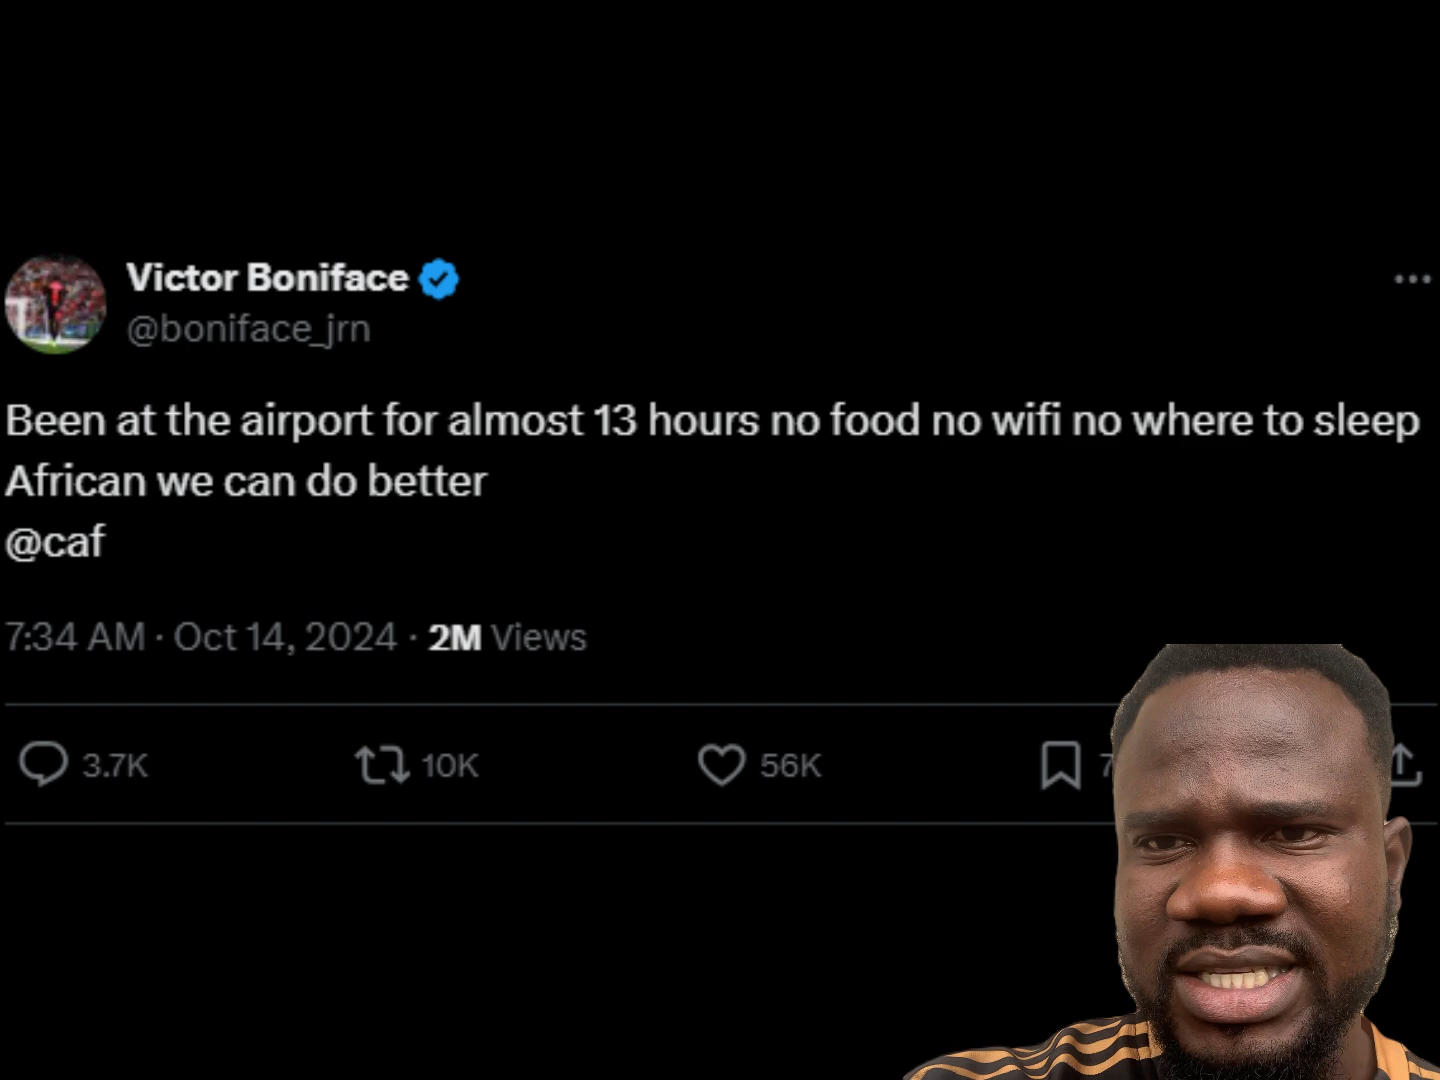 Victor Boniface
@boniface_jrn
Been at the airport for almost 13 hours no food no wifi no where to sleep
African we can do better
@caf
7:34 AM · Oct 14, 2024 · 2M Views
3.7K 10K 56K